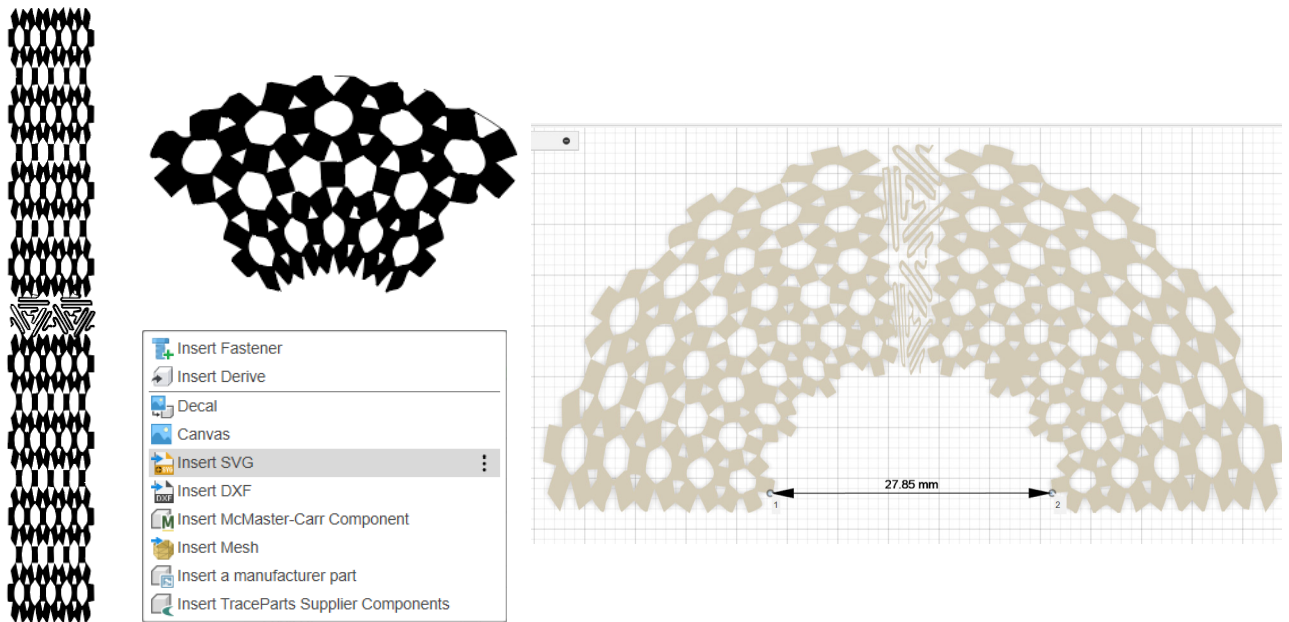 Insert Fastener
Insert Derive
Decal
Canvas
Insert SVG
Insert DXF
Insert McMaster-Carr Component
Insert Mesh
Insert a manufacturer part
Insert TraceParts Supplier Components
27.85 mm
1
2